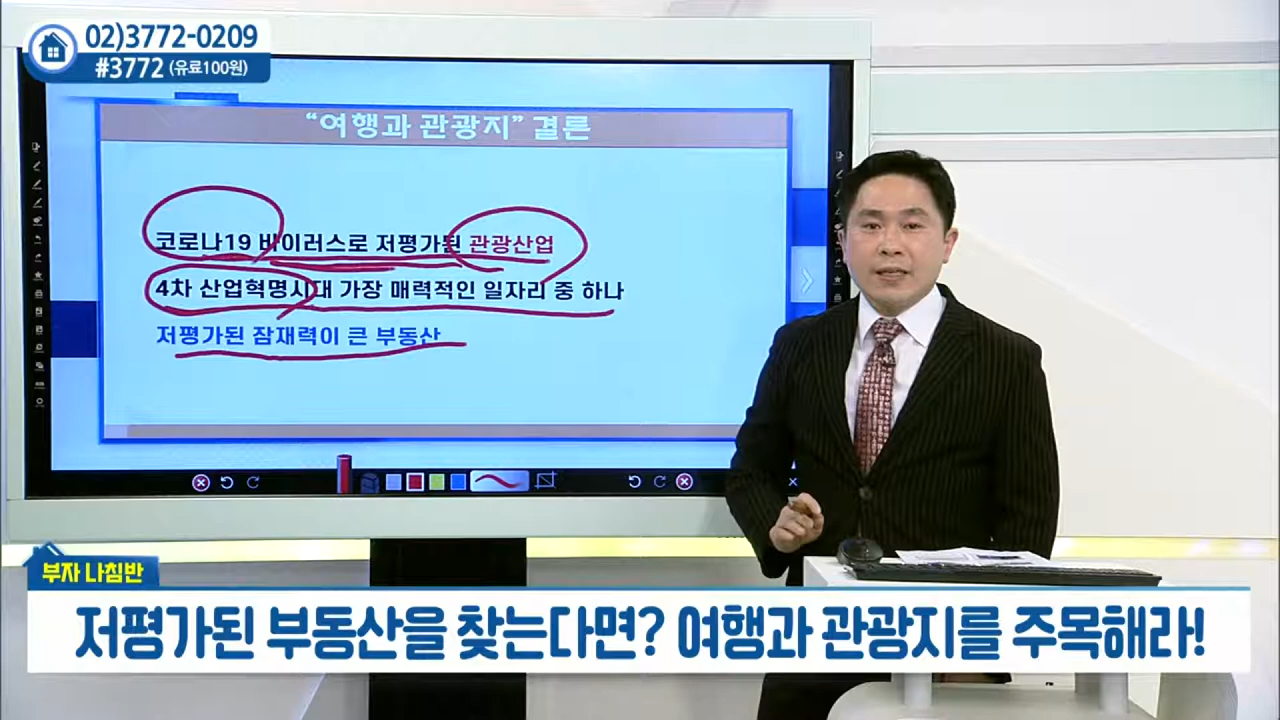 02)3772-0209
#3772 (유료100원)
“여행과 관광지” 결론
코로나19 바이러스로 저평가된 관광산업
4차 산업혁명시대 가장 매력적인 일자리 중 하나
저평가된 잠재력이 큰 부동산
부자 나침반
저평가된 부동산을 찾는다면? 여행과 관광지를 주목해라!